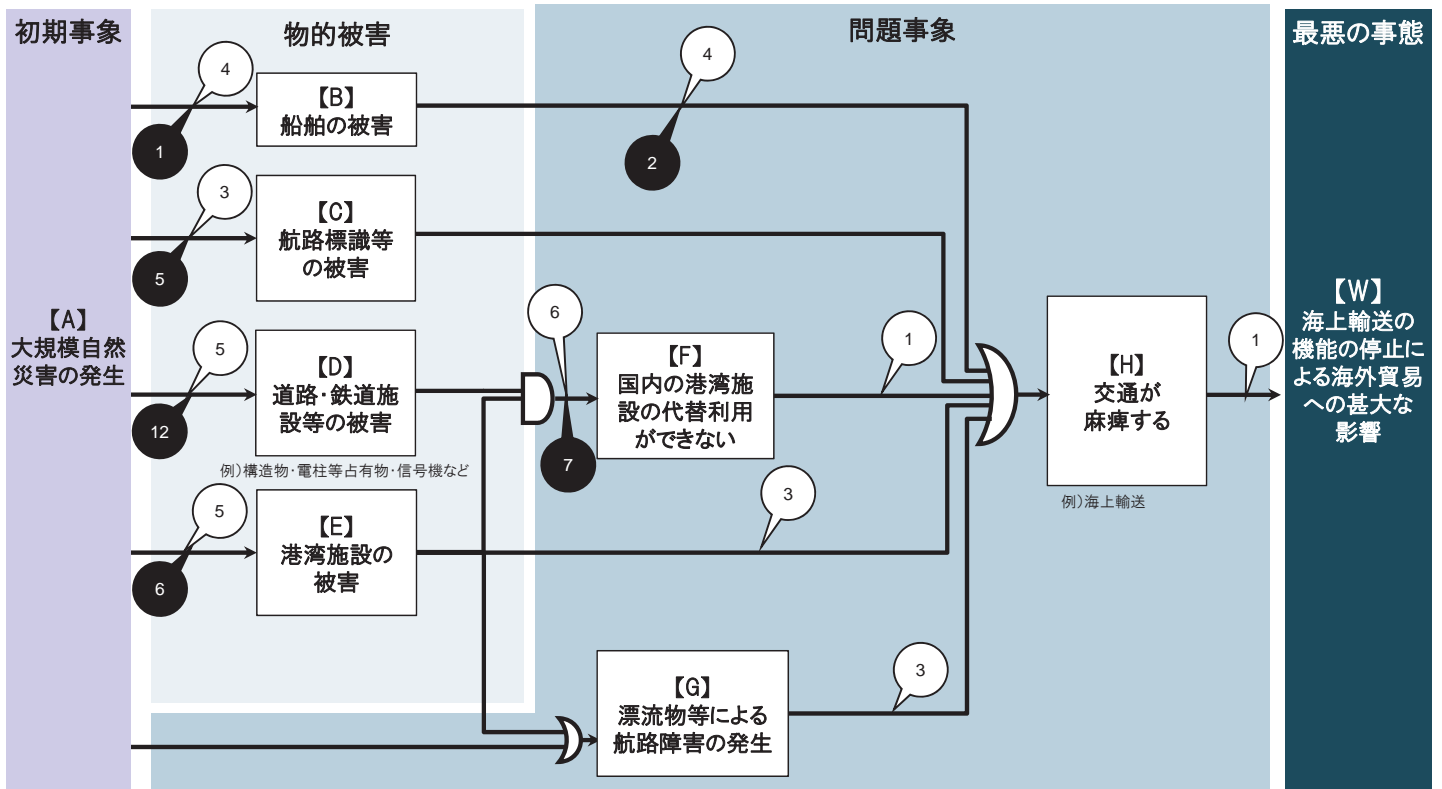 初期事象
物的被害
問題事象
最悪の事態
4
【B】
船舶の被害
1
4
2
3
【C】
航路標識等
の被害
5
【A】
大規模自然
災害の発生
5
【D】
道路・鉄道施
設等の被害
12
例）構造物・電柱等占有物・信号機など
6
【F】
国内の港湾施
設の代替利用
ができない
7
1
5
【E】
港湾施設の
被害
6
3
【G】
漂流物等による
航路障害の発生
3
【H】
交通が
麻痺する
例）海上輸送
1
【W】
海上輸送の
機能の停止に
よる海外貿易
への甚大な
影響